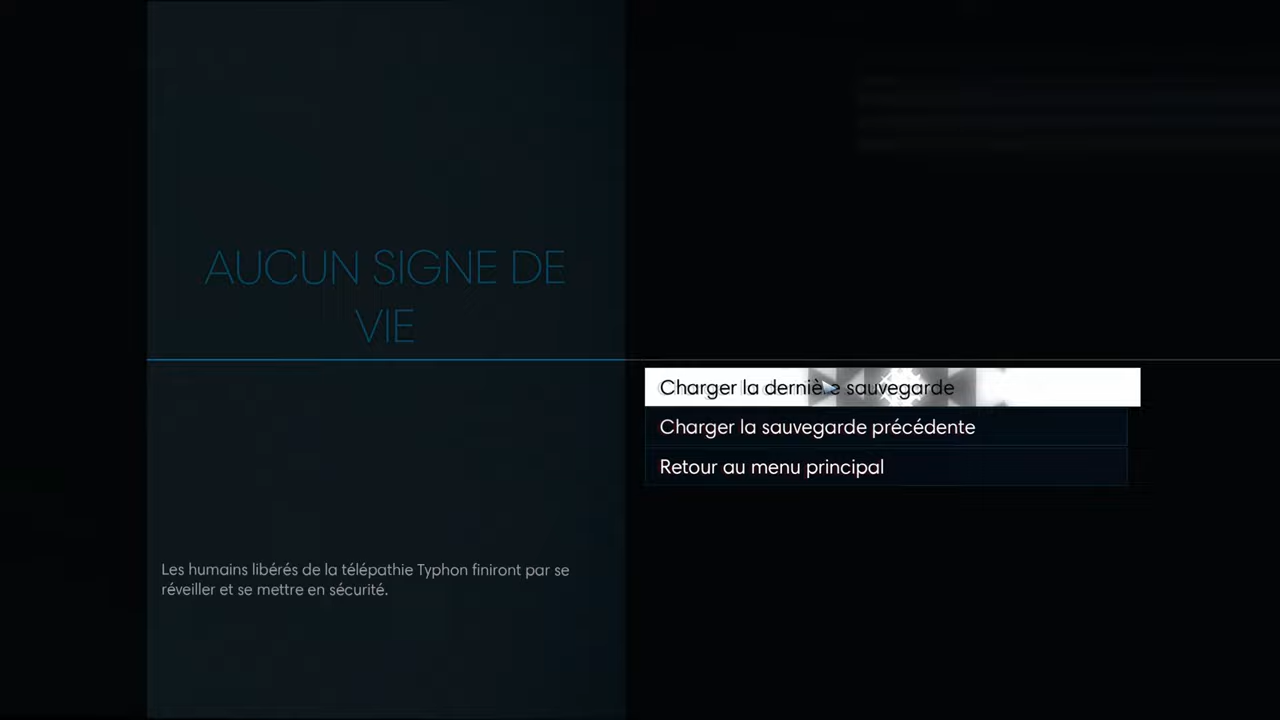 AUCUN SIGNE DE
VIE
Charger la dernière sauvegarde
Charger la sauvegarde précédente
Retour au menu principal
Les humains libérés de la télépathie Typhon finiront par se
réveiller et se mettre en sécurité.